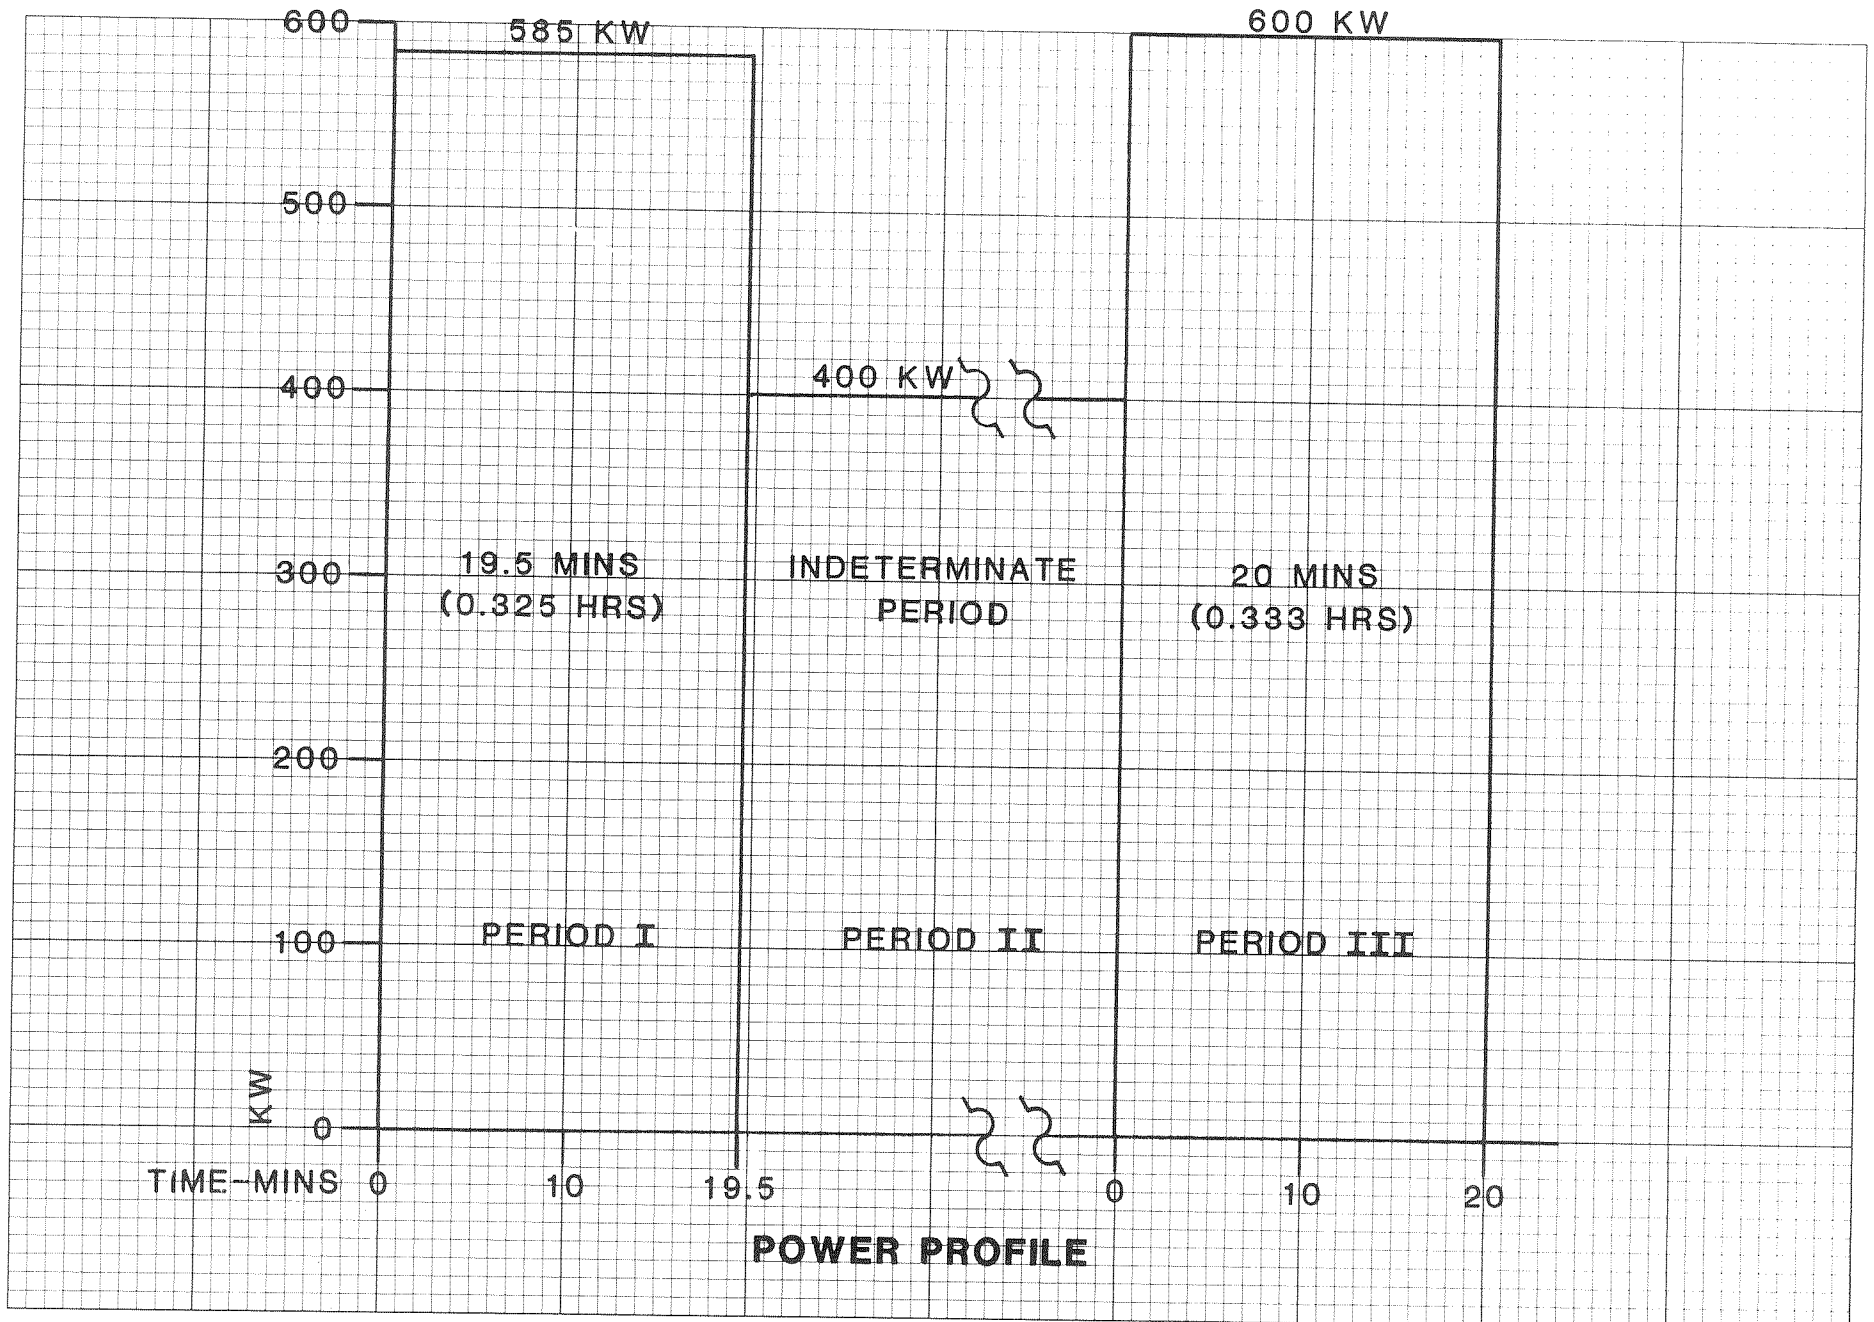 600
585 KW
600 KW
500
400
400 KW
300
19.5 MINS
(0.325 HRS)
INDETERMINATE
PERIOD
20 MINS
(0.333 HRS)
200
100
PERIOD I
PERIOD II
PERIOD III
KW
0
TIME-MINS 0 10 19.5 0 10 20
POWER PROFILE